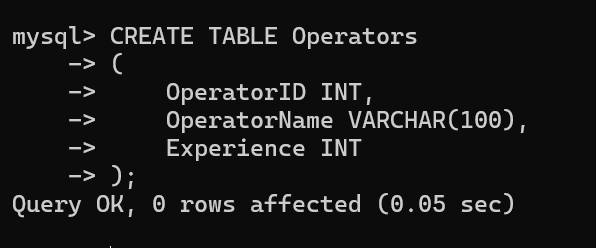 mysql> CREATE TABLE Operators
    -> (
    ->     OperatorID INT,
    ->     OperatorName VARCHAR(100),
    ->     Experience INT
    -> );
Query OK, 0 rows affected (0.05 sec)